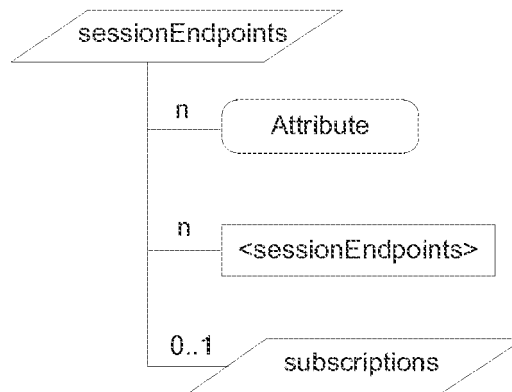 sessionEndpoints
n
Attribute
n
<sessionEndpoints>
0..1
subscriptions